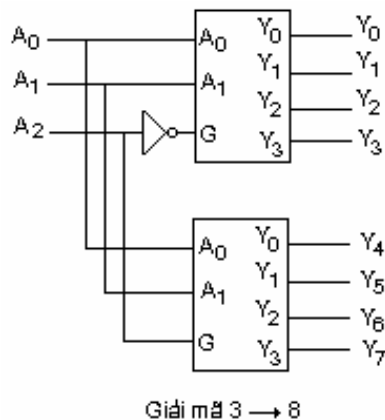 A0 A0 Y0 Y0
Y1 Y1
A1 A1
Y2 Y2
A2 G Y3 Y3
A0 Y0 Y4
Y1 Y5
A1
Y2 Y6
G Y3 Y7
Giải mã 3 → 8